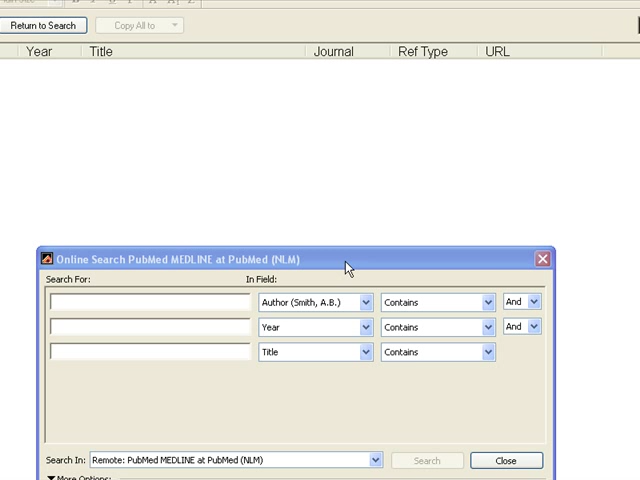 Return to Search Copy All to
Year Title Journal Ref Type URL
Online Search PubMed MEDLINE at PubMed (NLM)
Search For: In Field:
Author (Smith, A.B.) Contains And
Year Contains And
Title Contains
Search In: Remote: PubMed MEDLINE at PubMed (NLM) Search Close
More Options: